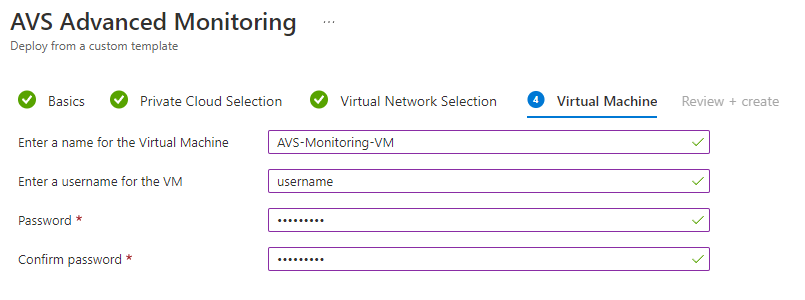 AVS Advanced Monitoring ...
Deploy from a custom template
Basics Private Cloud Selection Virtual Network Selection 4 Virtual Machine Review + create
Enter a name for the Virtual Machine AVS-Monitoring-VM
Enter a username for the VM username
Password * •••••••••
Confirm password * •••••••••